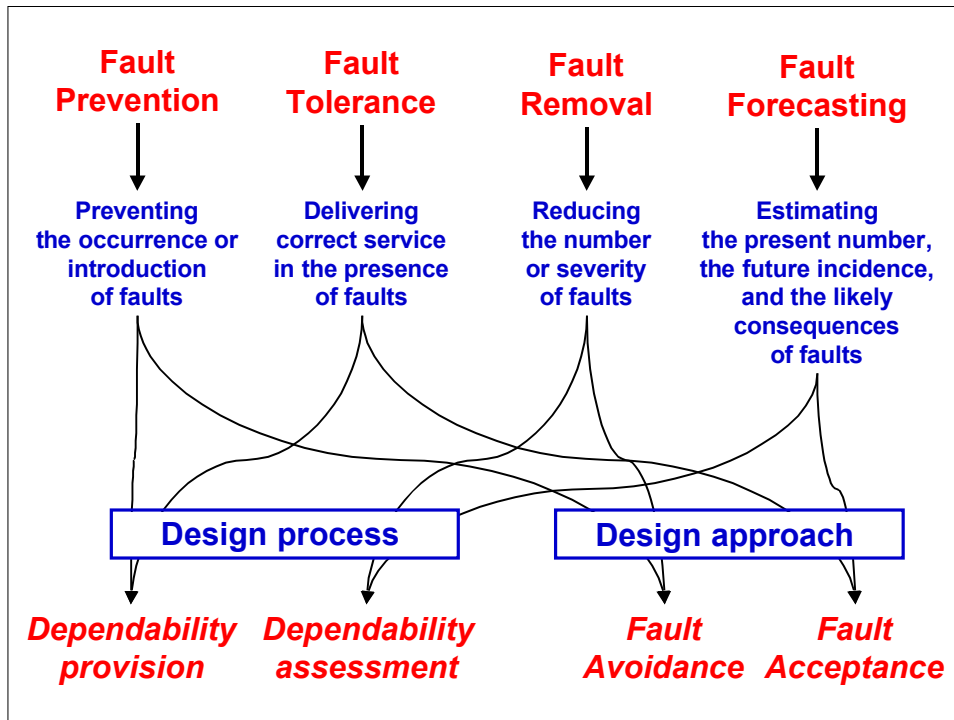 Fault
Prevention
Fault
Tolerance
Fault
Removal
Fault
Forecasting
Preventing
the occurrence or
introduction
of faults
Delivering
correct service
in the presence
of faults
Reducing
the number
or severity
of faults
Estimating
the present number,
the future incidence,
and the likely
consequences
of faults
Design process
Design approach
Dependability
provision
Dependability
assessment
Fault
Avoidance
Fault
Acceptance